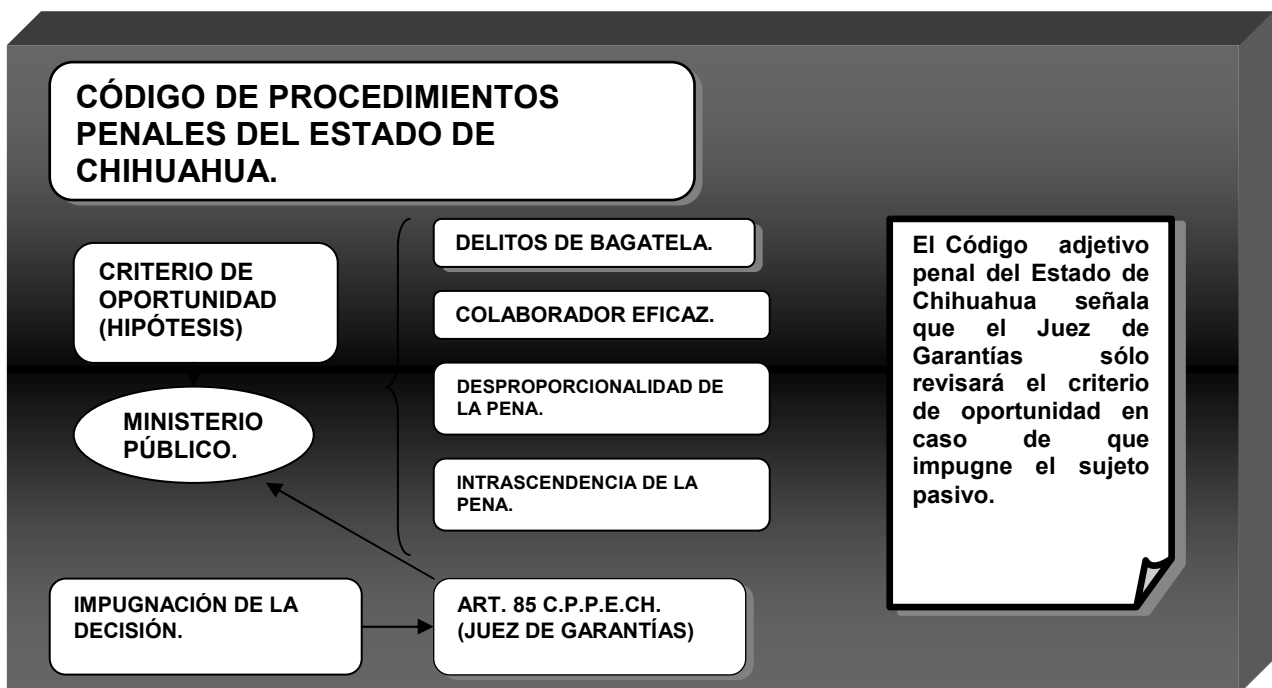 CÓDIGO DE PROCEDIMIENTOS
PENALES DEL ESTADO DE
CHIHUAHUA.
CRITERIO DE
OPORTUNIDAD
(HIPÓTESIS)
MINISTERIO
PÚBLICO.
DELITOS DE BAGATELA.
COLABORADOR EFICAZ.
DESPROPORCIONALIDAD DE
LA PENA.
INTRASCENDENCIA DE LA
PENA.
IMPUGNACIÓN DE LA
DECISIÓN.
ART. 85 C.P.P.E.CH.
(JUEZ DE GARANTÍAS)
El Código adjetivo
penal del Estado de
Chihuahua señala
que el Juez de
Garantías sólo
revisará el criterio
de oportunidad en
caso de que
impugne el sujeto
pasivo.